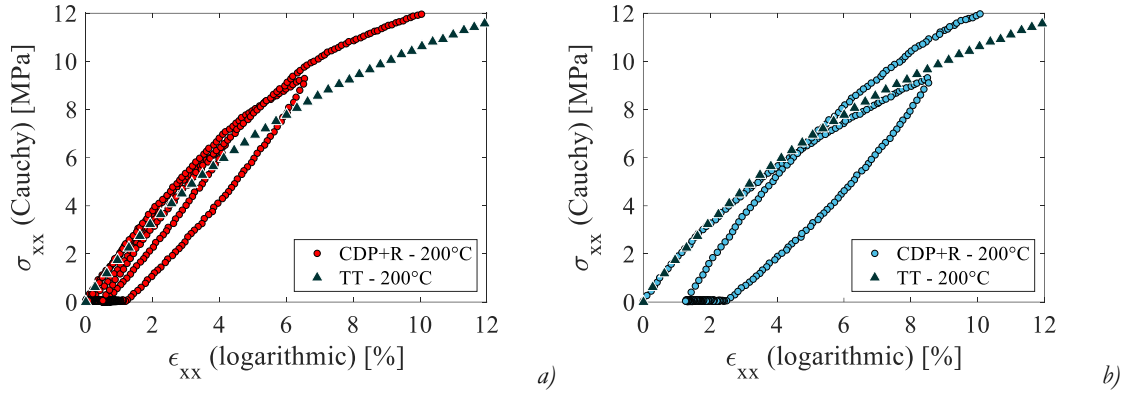 12
10
8
6
4
2
0
σxx (Cauchy) [MPa]
CDP+R - 200°C
TT - 200°C
0 2 4 6 8 10 12
ϵxx (logarithmic) [%]
a)
12
10
8
6
4
2
0
σxx (Cauchy) [MPa]
CDP+R - 200°C
TT - 200°C
0 2 4 6 8 10 12
ϵxx (logarithmic) [%]
b)